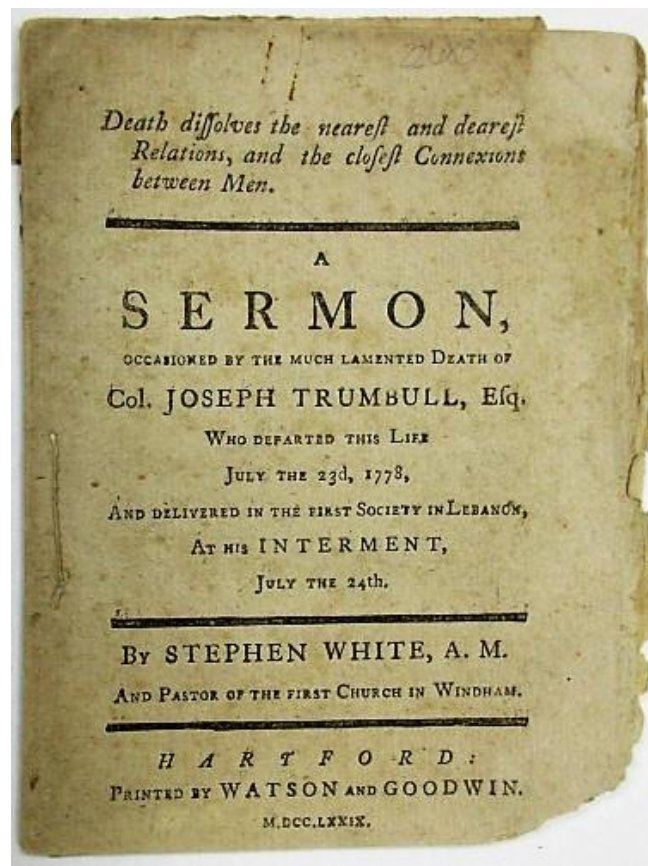 Death diſſolves the neareſt and deareſt
Relations, and the cloſeſt Connexions
between Men.
A
SERMON,
OCCASIONED BY THE MUCH LAMENTED DEATH OF
Col. JOSEPH TRUMBULL, Eſq.
WHO DEPARTED THIS LIFE
JULY THE 23d, 1778,
AND DELIVERED IN THE FIRST SOCIETY IN LEBANON,
AT HIS INTERMENT,
JULY THE 24th.
By STEPHEN WHITE, A. M.
AND PASTOR OF THE FIRST CHURCH IN WINDHAM.
HARTFORD:
PRINTED BY WATSON AND GOODWIN.
M.DCC.LXXIX.